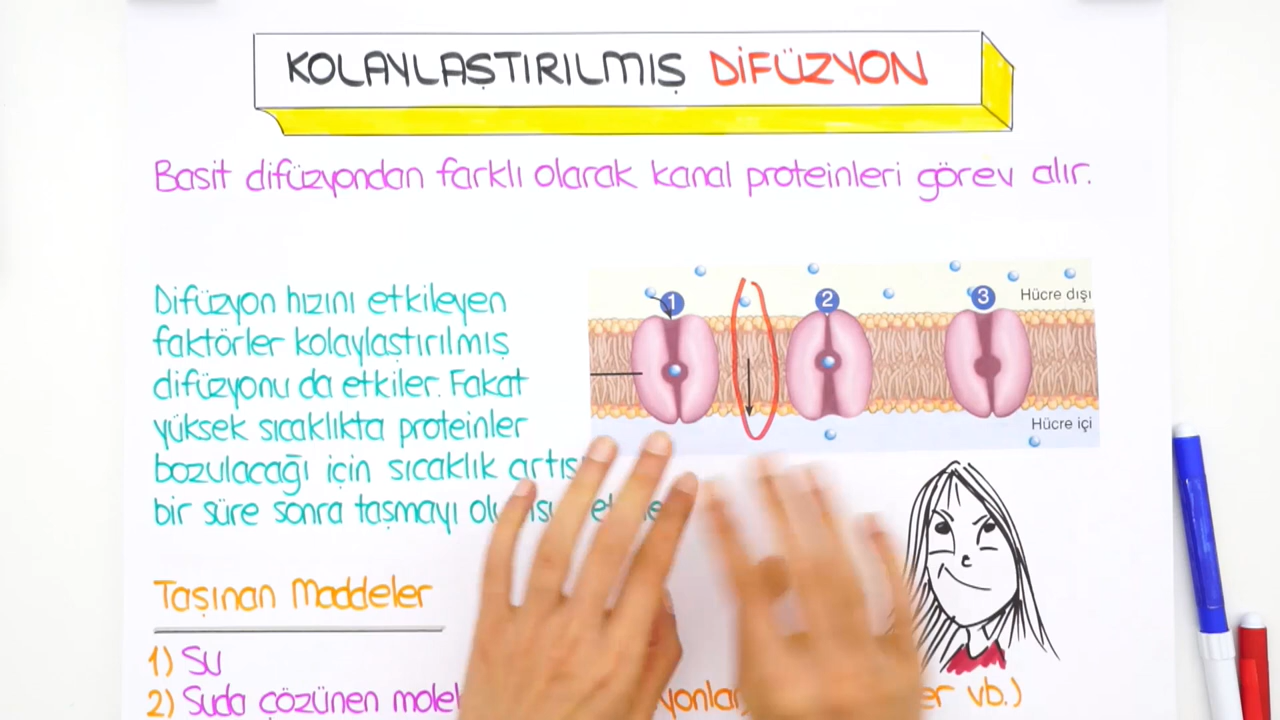 KOLAYLAŞTIRILMIŞ DİFÜZYON
Basit difüzyondan farklı olarak kanal proteinleri görev alır.
Difüzyon hızını etkileyen
faktörler kolaylaştırılmış
difüzyonu da etkiler. Fakat
yüksek sıcaklıkta proteinler
bozulacağı için sıcaklık
bir süre sonra taşmayı
1
2
3
Hücre dışı
Hücre içi
Taşınan Maddeler
1) Su
2) Suda çözünen vb.)